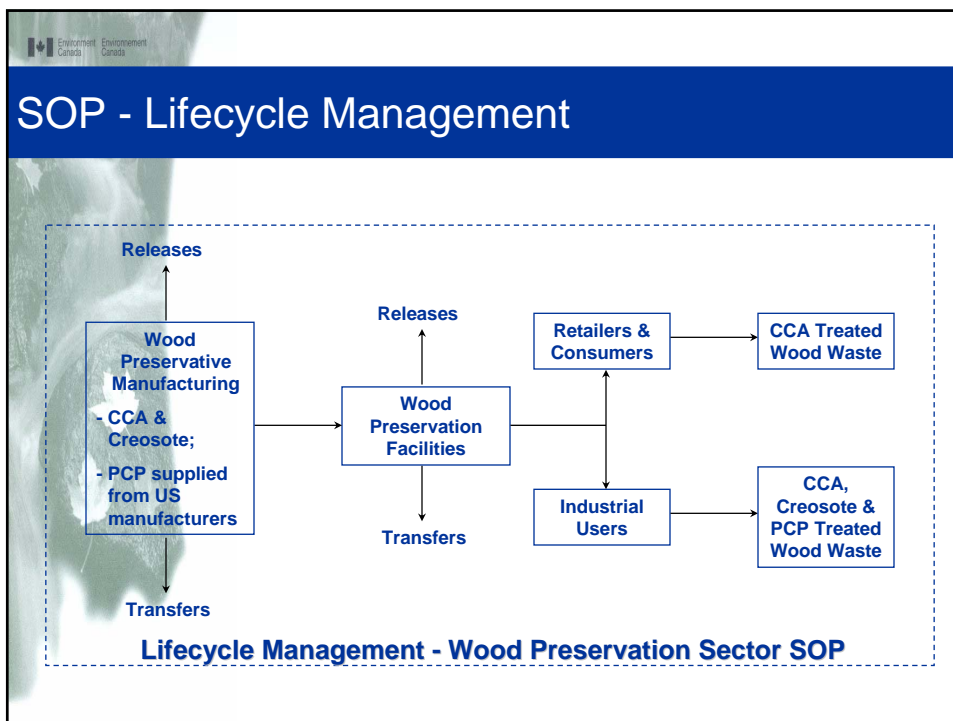 Environment Environnement
Canada Canada
SOP - Lifecycle Management
Releases
Wood
Preservative
Manufacturing
- CCA &
Creosote;
- PCP supplied
from US
manufacturers
Transfers
Releases
Wood
Preservation
Facilities
Transfers
Retailers &
Consumers
CCA Treated
Wood Waste
Industrial
Users
CCA,
Creosote &
PCP Treated
Wood Waste
Lifecycle Management - Wood Preservation Sector SOP